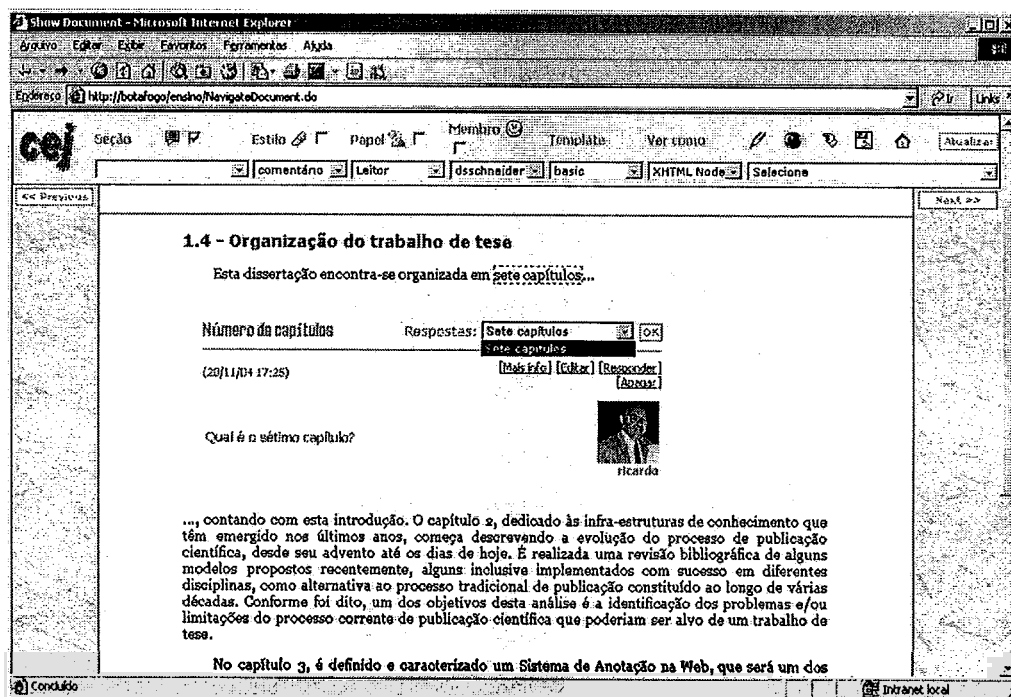 Show Document - Microsoft Internet Explorer
Arquivo Editar Exibir Favoritos Ferramentas Ajuda
Endereço http://botafogo/ensino/NavigateDocument.do Ir Links
cej Seção Estilo Papel Membro Template Ver como Atualizar
comentário Leitor dsschneider basic XHTML Node Selecione
<< Previous Next >>
1.4 - Organização do trabalho de tese
Esta dissertação encontra-se organizada em sete capítulos...
Número de capítulos Respostas: Sete capítulos OK
Sete capítulos
(20/11/04 17:25) [Mais Info] [Editar] [Responder]
[Apagar]
Qual é o sétimo capítulo?
ricardo
..., contando com esta introdução. O capítulo 2, dedicado às infra-estruturas de conhecimento que
têm emergido nos últimos anos, começa descrevendo a evolução do processo de publicação
científica, desde seu advento até os dias de hoje. É realizada uma revisão bibliográfica de alguns
modelos propostos recentemente, alguns inclusive implementados com sucesso em diferentes
disciplinas, como alternativa ao processo tradicional de publicação constituído ao longo de várias
décadas. Conforme foi dito, um dos objetivos desta análise é a identificação dos problemas e/ou
limitações do processo corrente de publicação científica que poderiam ser alvo de um trabalho de
tese.
No capítulo 3, é definido e caracterizado um Sistema de Anotação na Web, que será um dos
Concluído Intranet local